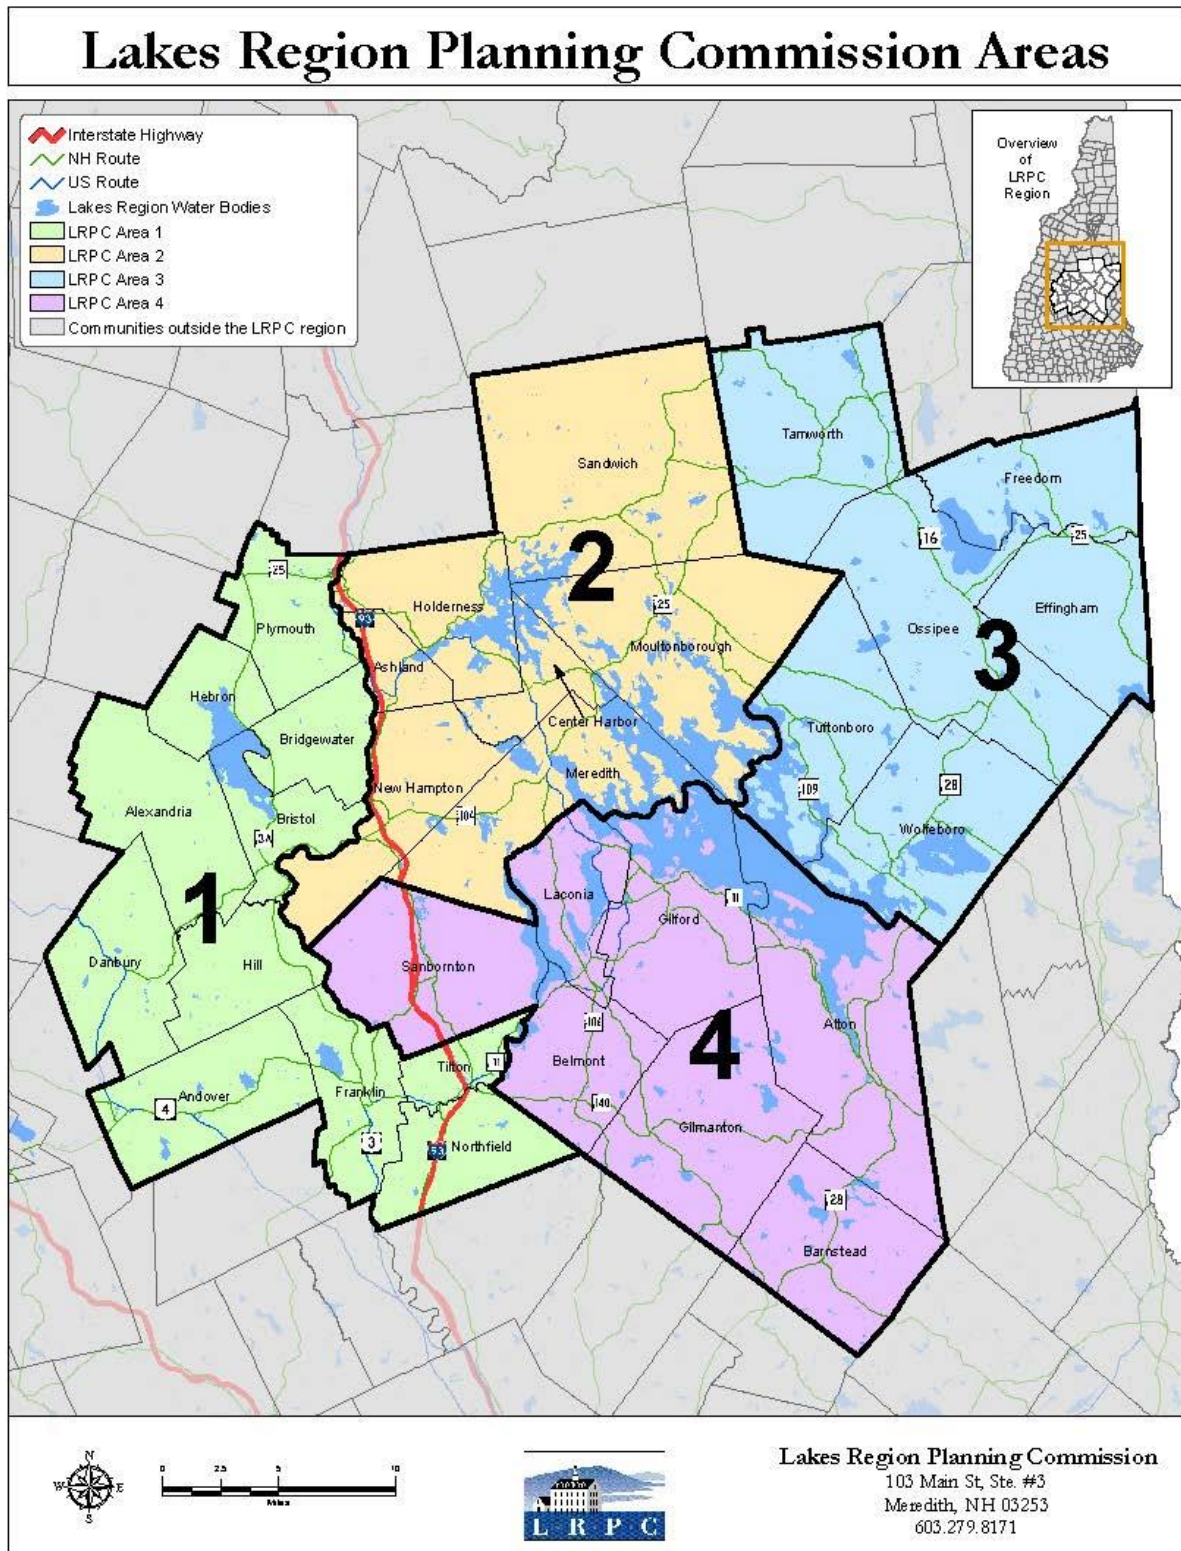 Lakes Region Planning Commission Areas
Interstate Highway
NH Route
US Route
Lakes Region Water Bodies
LRPC Area 1
LRPC Area 2
LRPC Area 3
LRPC Area 4
Communities outside the LRPC region
Overview
of
LRPC
Region
Tamworth
Sandwich
Freedom
16
25
2
25
Holderness
25
Effingham
93
Plymouth
Ossipee
Moultonborough
3
Ashland
Hebron
Center Harbor
Tuftonboro
Bridgewater
Meredith
New Hampton
109
28
Alexandria
104
Bristol
Wolfeboro
3A
1
Laconia
11
Gilford
Danbury
Hill
Sanbornton
106
Alton
4
Belmont
Tilton
11
Andover
Franklin
140
4
Gilmanton
3
93
Northfield
28
Barnstead
N
W
E
S
0
2.5
5
10
Miles
LRPC
Lakes Region Planning Commission
103 Main St, Ste. #3
Meredith, NH 03253
603.279.8171